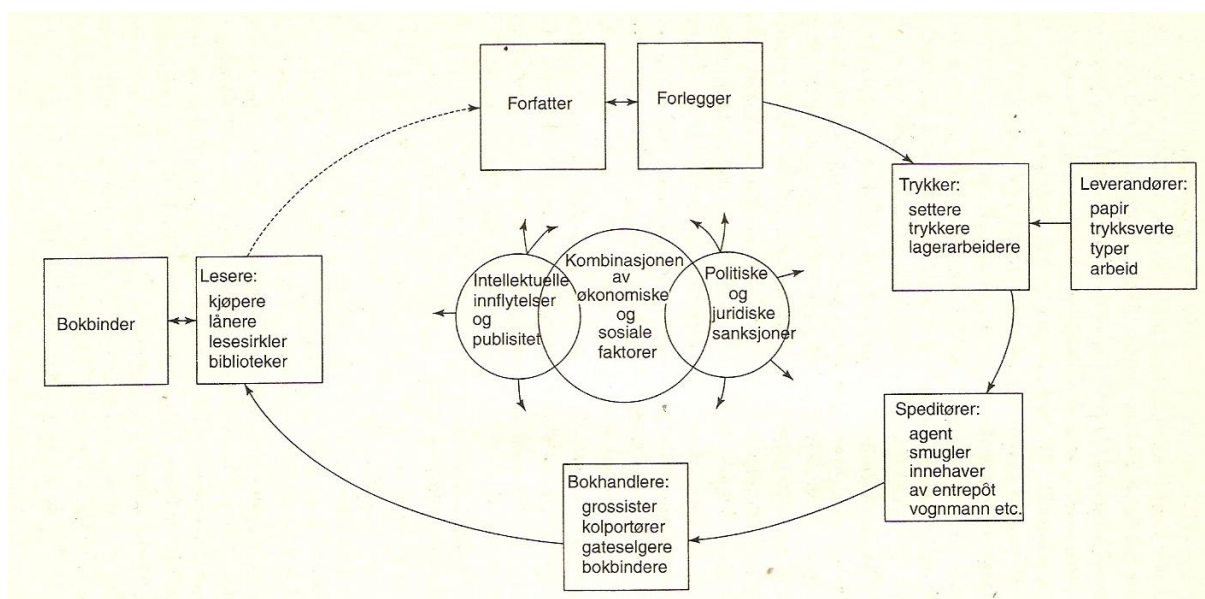 Forfatter
Forlegger
Trykker:
settere
trykkere
lagerarbeidere
Leverandører:
papir
trykksverte
typer
arbeid
Bokbinder
Lesere:
kjøpere
lånere
lesesirkler
biblioteker
Intellektuelle
innflytelser
og
publisitet
Kombinasjonen
av
økonomiske
og
sosiale
faktorer
Politiske
og
juridiske
sanksjoner
Speditører:
agent
smugler
innehaver
av entrepôt
vognmann etc.
Bokhandlere:
grossister
kolportører
gateselgere
bokbindere